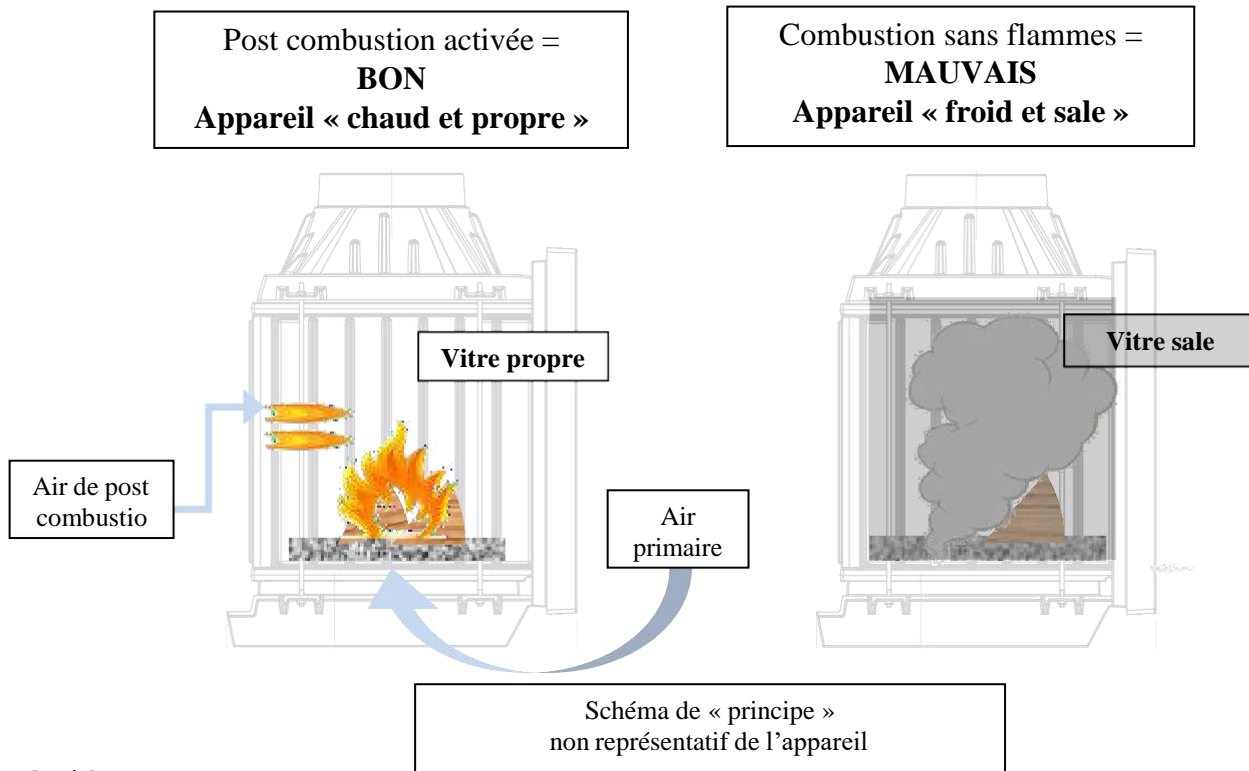 Post combustion activée =
BON
Appareil « chaud et propre »
Combustion sans flammes =
MAUVAIS
Appareil « froid et sale »
Vitre propre
Vitre sale
Air de post
combustio
Air
primaire
Schéma de « principe »
non représentatif de l’appareil